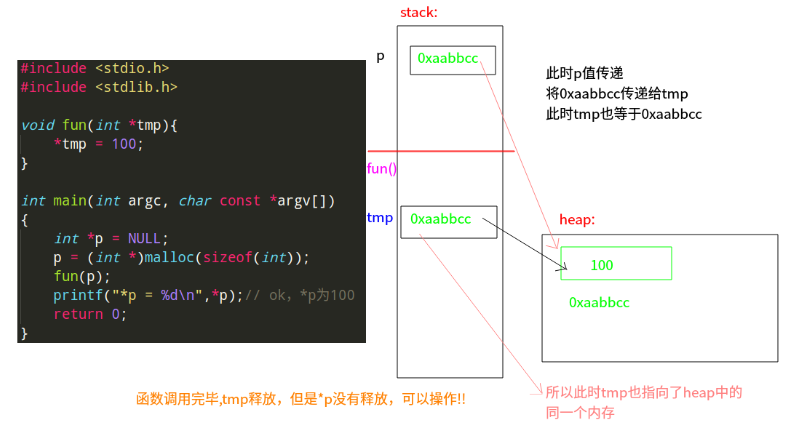 stack:
p
0xaabbcc
此时p值传递
将0xaabbcc传递给tmp
此时tmp也等于0xaabbcc
#include <stdio.h>
#include <stdlib.h>
void fun(int *tmp){
*tmp = 100;
}
int main(int argc, char const *argv[])
{
int *p = NULL;
p = (int *)malloc(sizeof(int));
fun(p);
printf("*p = %d\n",*p);// ok，*p为100
return 0;
}
fun()
tmp
0xaabbcc
heap:
100
0xaabbcc
所以此时tmp也指向了heap中的
同一个内存
函数调用完毕,tmp释放，但是*p没有释放，可以操作!!